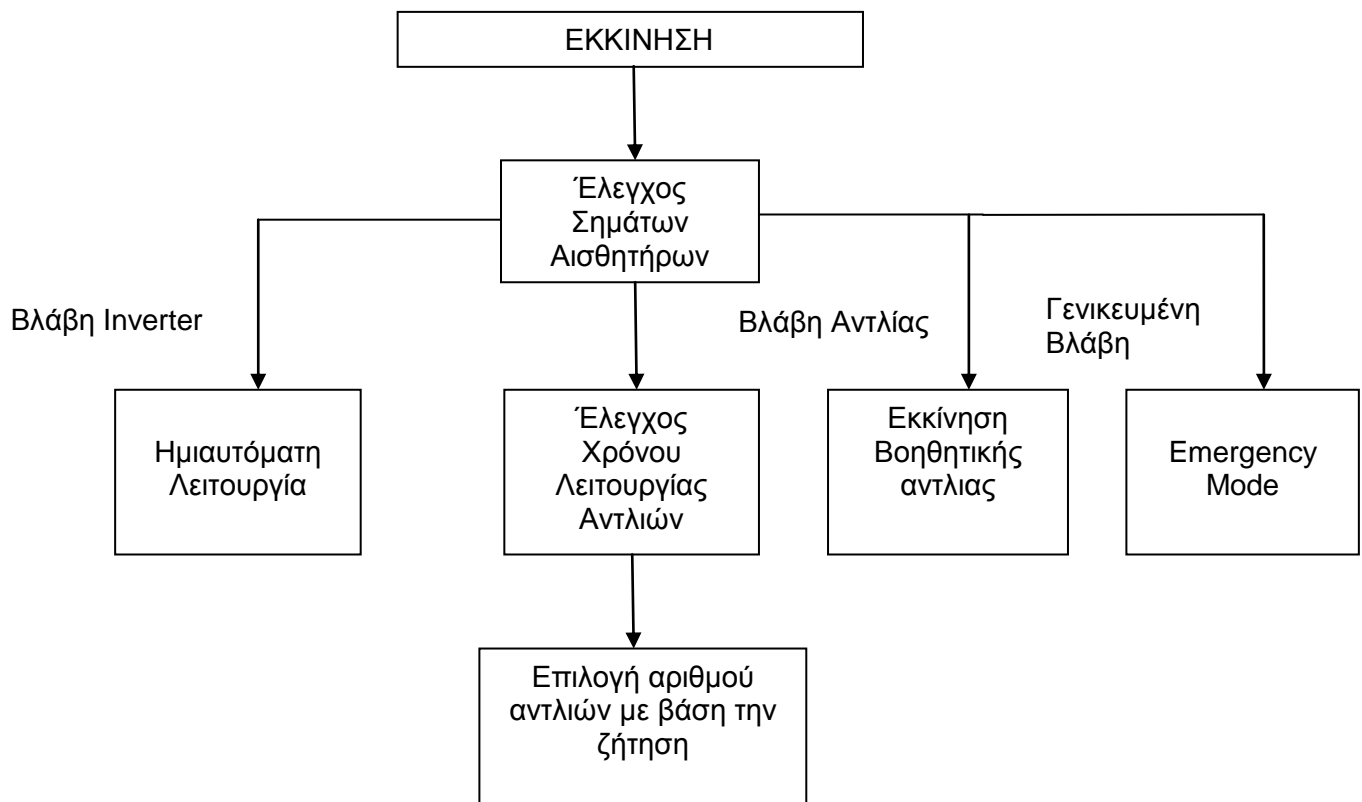 ΕΚΚΙΝΗΣΗ
Έλεγχος
Σημάτων
Αισθητήρων
Βλάβη Inverter
Βλάβη Αντλίας
Γενικευμένη
Βλάβη
Ημιαυτόματη
Λειτουργία
Έλεγχος
Χρόνου
Λειτουργίας
Αντλιών
Εκκίνηση
Βοηθητικής
αντλιας
Emergency
Mode
Επιλογή αριθμού
αντλιών με βάση την
ζήτηση